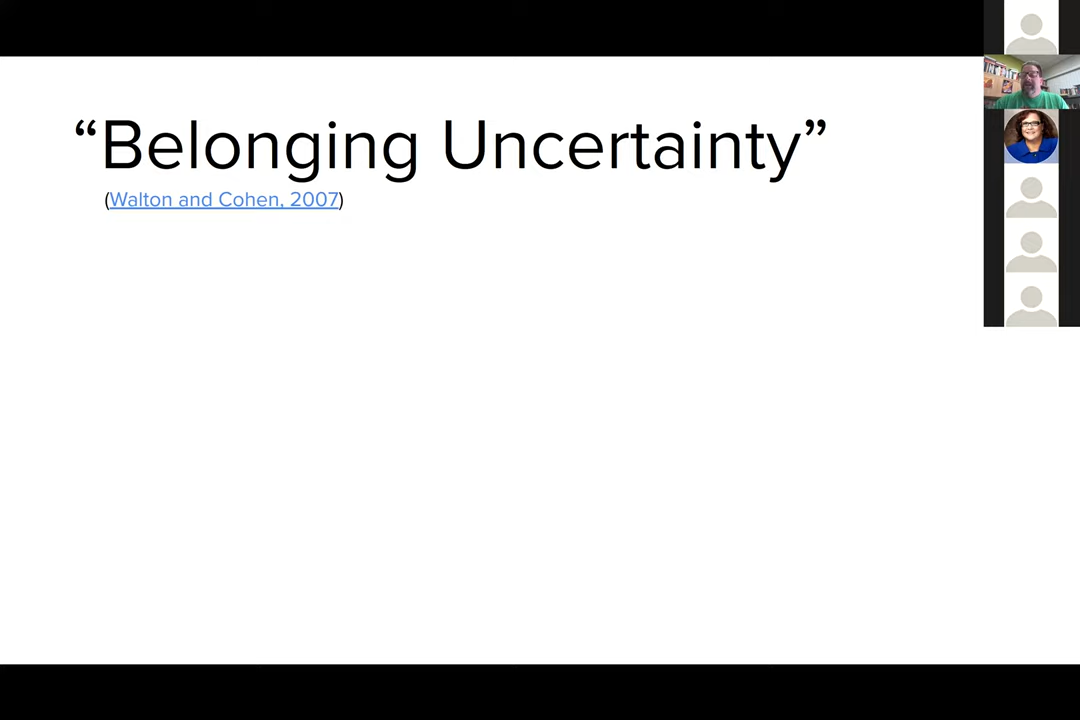 “Belonging Uncertainty”
(Walton and Cohen, 2007)